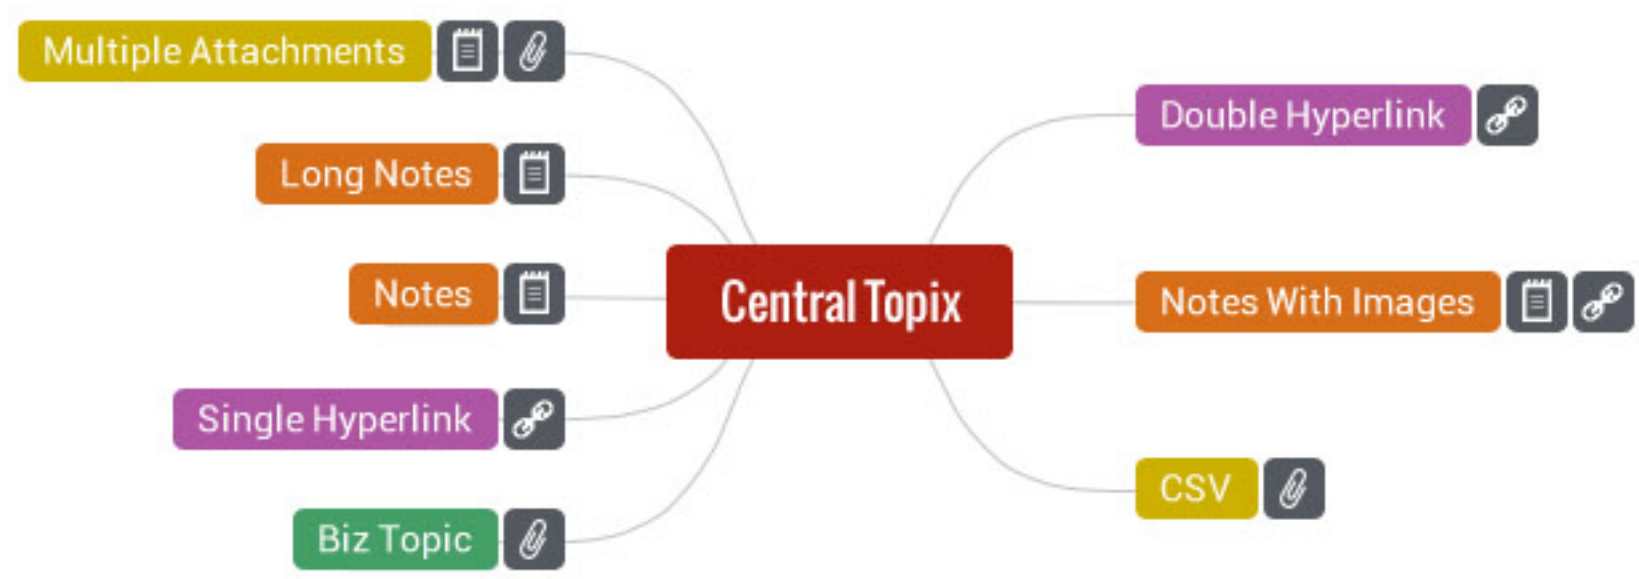 Multiple Attachments
Long Notes
Notes
Single Hyperlink
Biz Topic
Central Topix
Double Hyperlink
Notes With Images
CSV